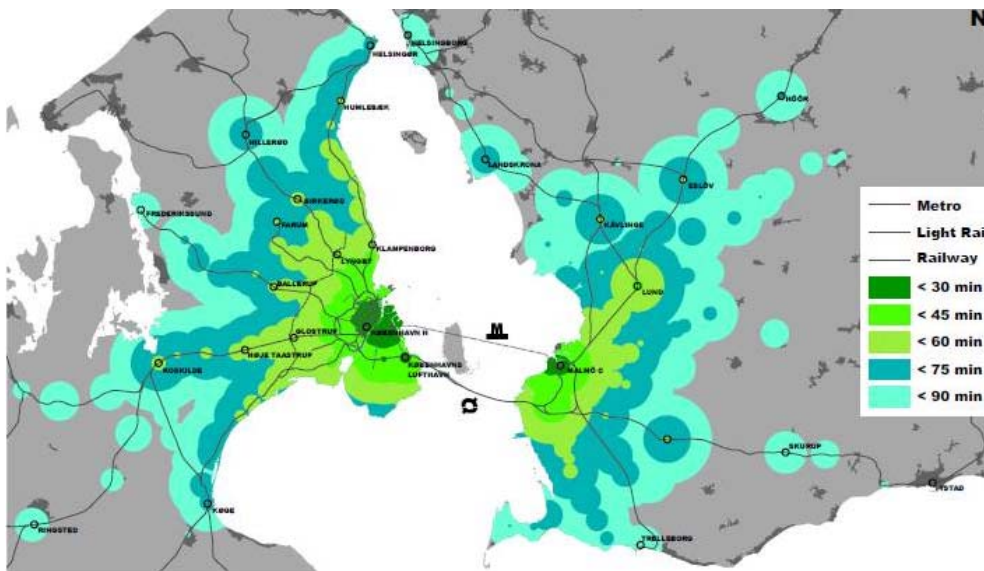 N
HELSINGBORG
HELSINGØR
HUMLEBÆK
HÖÖR
HILLERØD
LANDSKRONA
ESLÖV
BIRKERØD
FREDERIKSSUND
FARUM
KÄVLINGE
KLAMPENBORG
LYNGBY
BALLERUP
LUND
KØBENHAVN H
M
GLOSTRUP
HØJE TAASTRUP
KØBENHAVNS
LUFTHAVN
MALMÖ C
ROSKILDE
SKURUP
YSTAD
KØGE
RINGSTED
TRELLEBORG
Metro
Light Rai
Railway
< 30 min
< 45 min
< 60 min
< 75 min
< 90 min